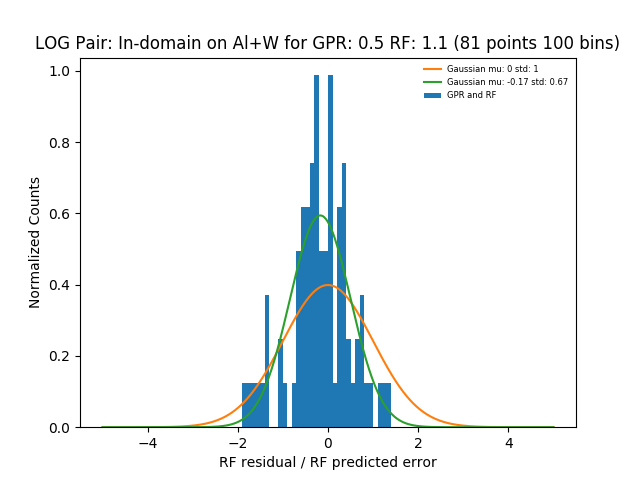 LOG Pair: In-domain on Al+W for GPR: 0.5 RF: 1.1 (81 points 100 bins)
Gaussian mu: 0 std: 1
Gaussian mu: -0.17 std: 0.67
GPR and RF
1.0
0.8
0.6
0.4
0.2
0.0
Normalized Counts
−4
−2
0
2
4
RF residual / RF predicted error